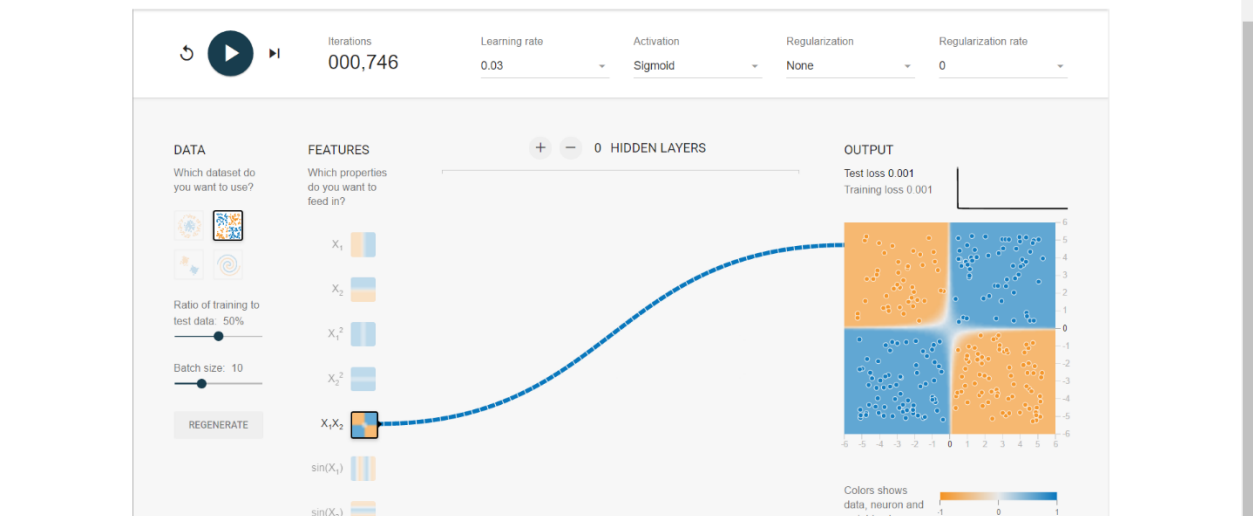 Iterations
000,746
Learning rate
0.03
Activation
Sigmoid
Regularization
None
Regularization rate
0
DATA
Which dataset do
you want to use?
Ratio of training to
test data: 50%
Batch size: 10
REGENERATE
FEATURES
Which properties
do you want to
feed in?
X₁
X₂
X₁²
X₂²
X₁X₂
sin(X₁)
sin(X₂)
+ − 0 HIDDEN LAYERS
OUTPUT
Test loss 0.001
Training loss 0.001
6
5
4
3
2
1
0
-1
-2
-3
-4
-5
-6
-6 -5 -4 -3 -2 -1 0 1 2 3 4 5 6
Colors shows
data, neuron and
-1 0 1